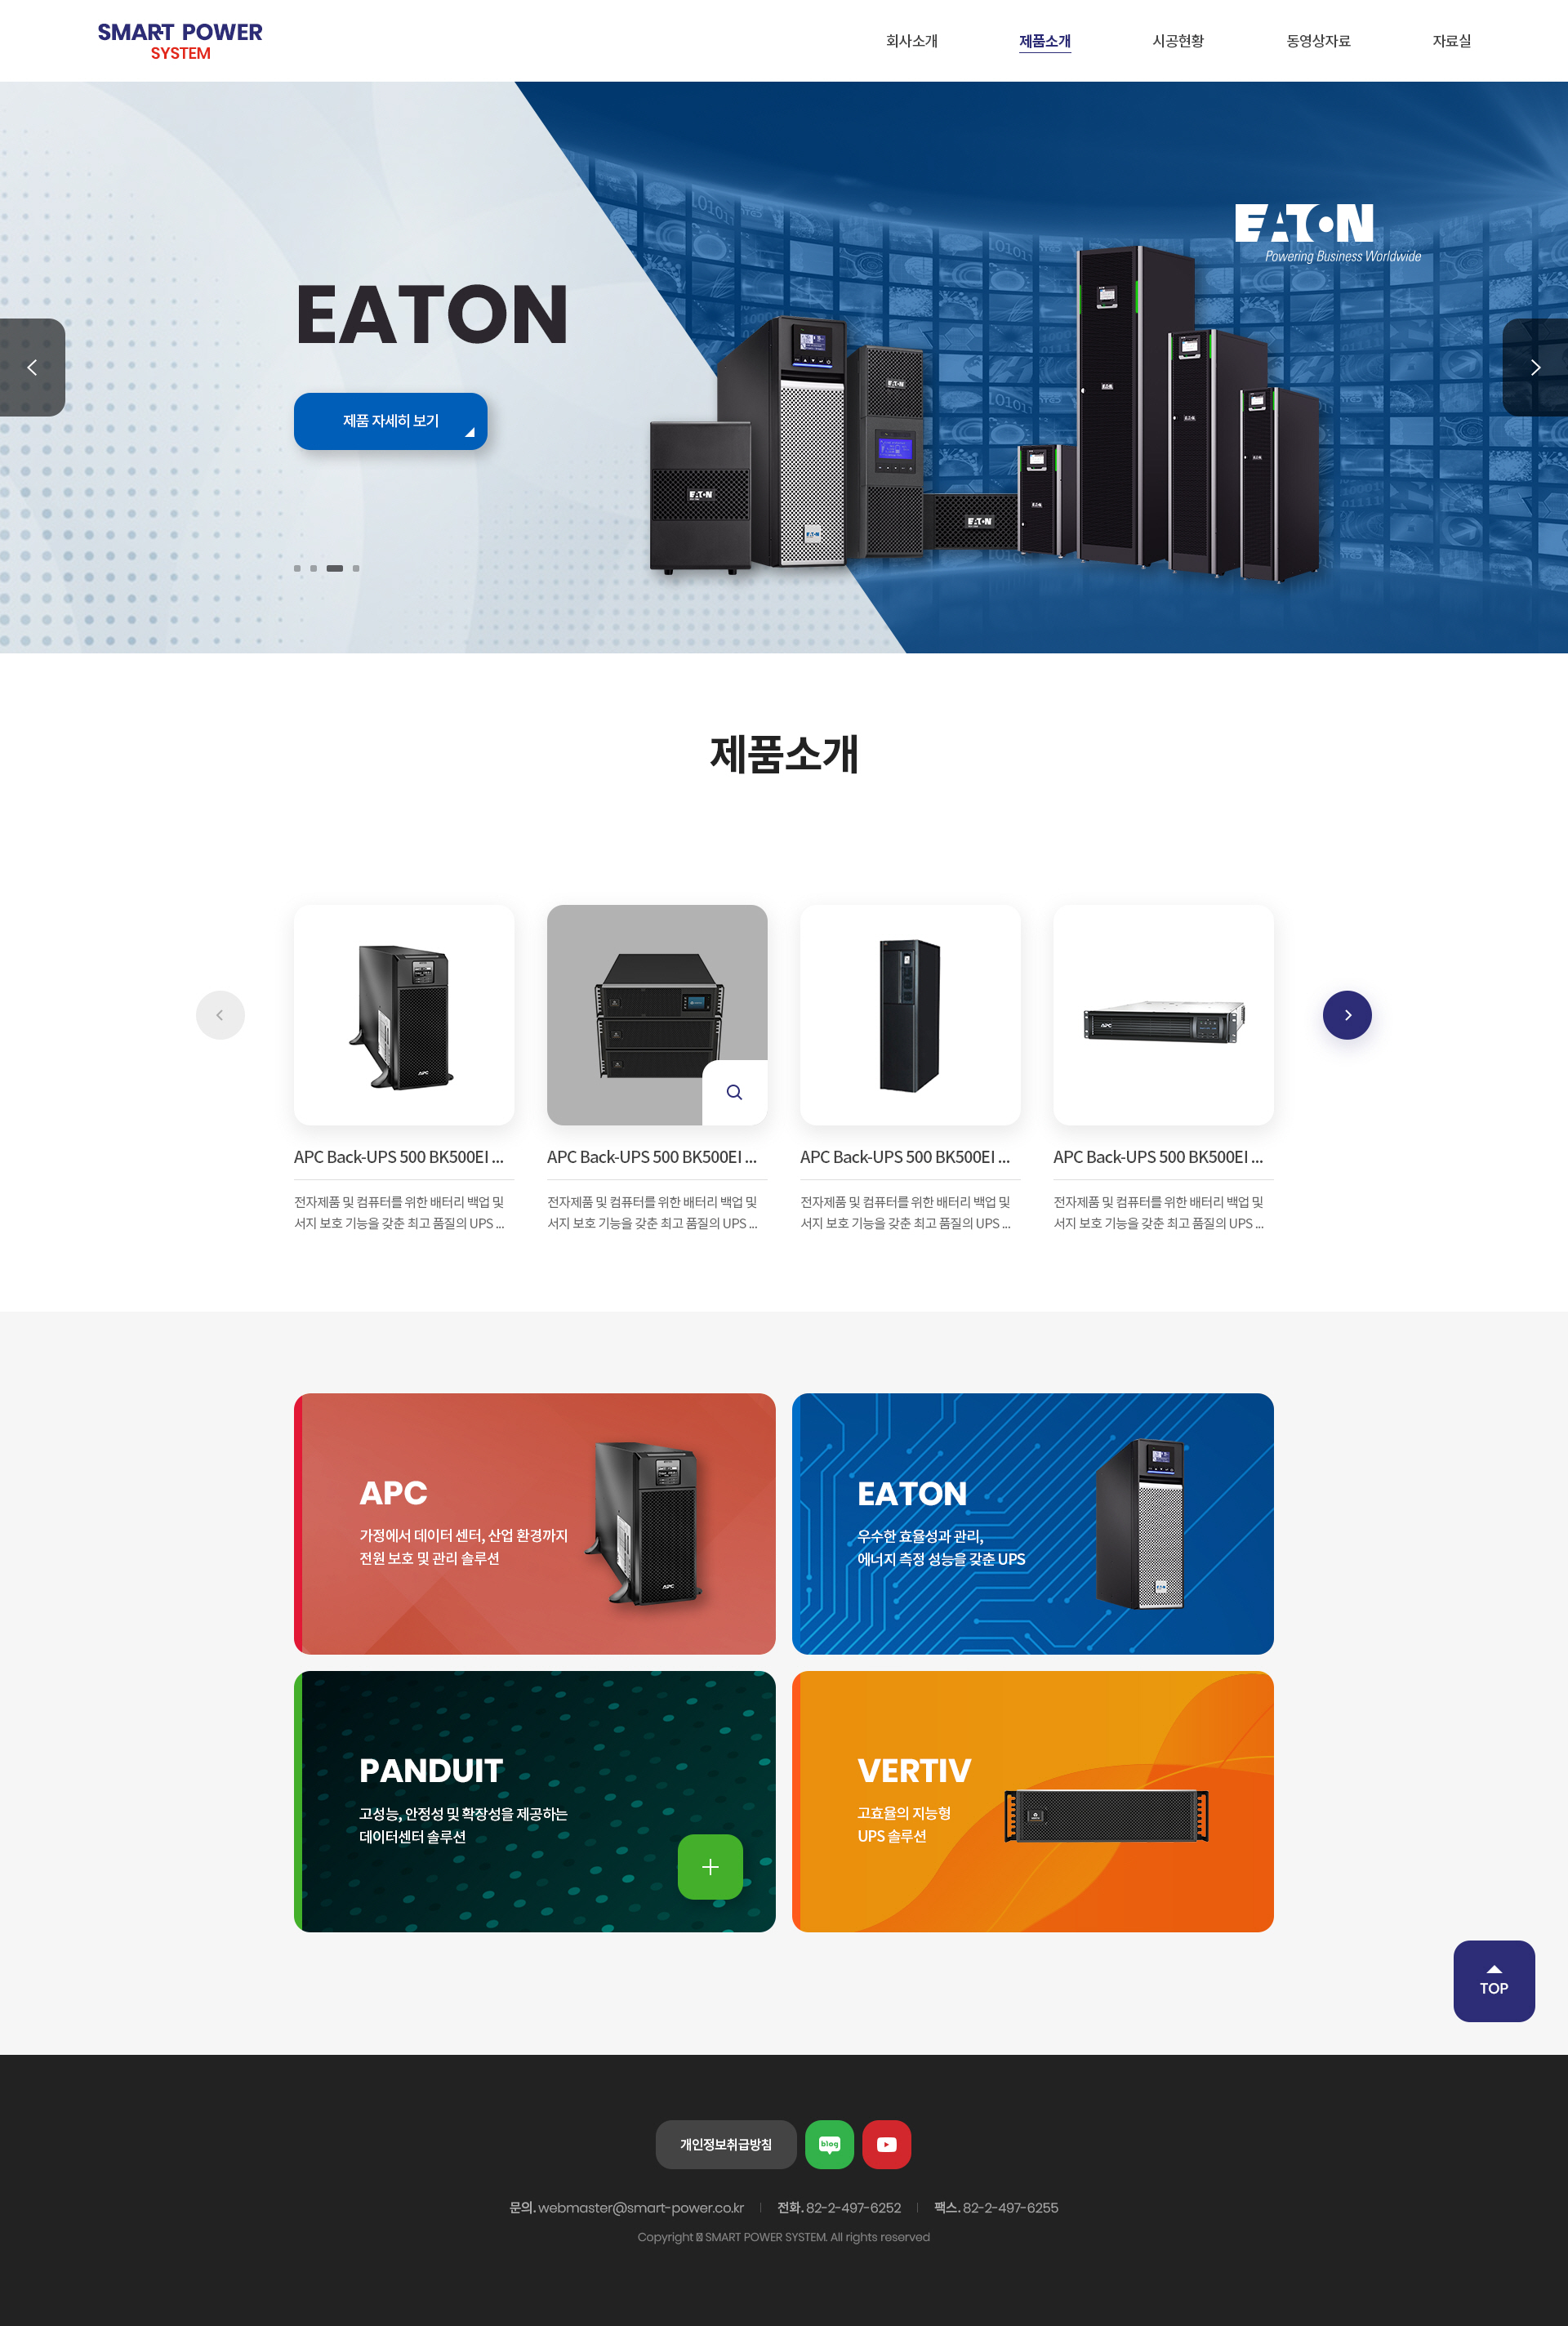 SMART POWER
SYSTEM
회사소개
제품소개
시공현황
동영상자료
자료실
EATON
Powering Business Worldwide
EATON
제품 자세히 보기
제품소개
APC Back-UPS 500 BK500EI ...
전자제품 및 컴퓨터를 위한 배터리 백업 및
서지 보호 기능을 갖춘 최고 품질의 UPS ...
APC Back-UPS 500 BK500EI ...
전자제품 및 컴퓨터를 위한 배터리 백업 및
서지 보호 기능을 갖춘 최고 품질의 UPS ...
APC Back-UPS 500 BK500EI ...
전자제품 및 컴퓨터를 위한 배터리 백업 및
서지 보호 기능을 갖춘 최고 품질의 UPS ...
APC Back-UPS 500 BK500EI ...
전자제품 및 컴퓨터를 위한 배터리 백업 및
서지 보호 기능을 갖춘 최고 품질의 UPS ...
APC
가정에서 데이터 센터, 산업 환경까지
전원 보호 및 관리 솔루션
EATON
우수한 효율성과 관리,
에너지 측정 성능을 갖춘 UPS
PANDUIT
고성능, 안정성 및 확장성을 제공하는
데이터센터 솔루션
VERTIV
고효율의 지능형
UPS 솔루션
TOP
개인정보취급방침
blog
문의. webmaster@smart-power.co.kr
전화. 82-2-497-6252
팩스. 82-2-497-6255
Copyright SMART POWER SYSTEM. All rights reserved